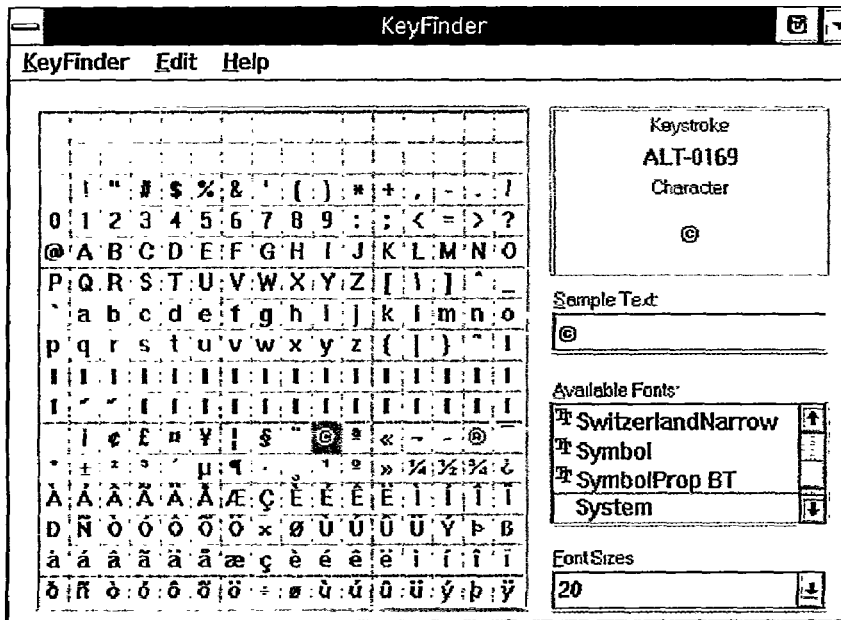 KeyFinder
KeyFinder Edit Help
! " # $ % & ' ( ) * + , - . /
0 1 2 3 4 5 6 7 8 9 : ; < = > ?
@ A B C D E F G H I J K L M N O
P Q R S T U V W X Y Z [ \ ] ^ _
` a b c d e f g h i j k l m n o
p q r s t u v w x y z { | } ~ I
I I I I I I I I I I I I I I I I
I ‘ ’ I I I I I I I I I I I I I
¡ ¢ £ ¤ ¥ ¦ § ¨ © ª « ¬ - ® ¯
° ± ² ³ ´ µ ¶ · ¸ ¹ º » ¼ ½ ¾ ¿
À Á Â Ã Ä Å Æ Ç È É Ê Ë Ì Í Î Ï
Ð Ñ Ò Ó Ô Õ Ö × Ø Ù Ú Û Ü Ý Þ ß
à á â ã ä å æ ç è é ê ë ì í î ï
ð ñ ò ó ô õ ö ÷ ø ù ú û ü ý þ ÿ
Keystroke
ALT-0169
Character
©
Sample Text:
©
Available Fonts:
SwitzerlandNarrow
Symbol
SymbolProp BT
System
Font Sizes
20